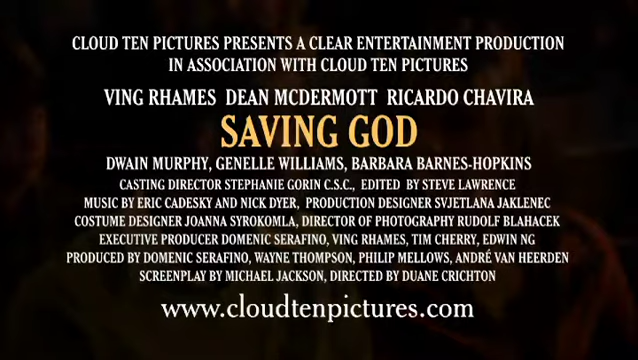 CLOUD TEN PICTURES PRESENTS A CLEAR ENTERTAINMENT PRODUCTION
IN ASSOCIATION WITH CLOUD TEN PICTURES
VING RHAMES DEAN MCDERMOTT RICARDO CHAVIRA
SAVING GOD
DWAIN MURPHY, GENELLE WILLIAMS, BARBARA BARNES-HOPKINS
CASTING DIRECTOR STEPHANIE GORIN C.S.C., EDITED BY STEVE LAWRENCE
MUSIC BY ERIC CADESKY AND NICK DYER, PRODUCTION DESIGNER SVJETLANA JAKLENEC
COSTUME DESIGNER JOANNA SYROKOMLA, DIRECTOR OF PHOTOGRAPHY RUDOLF BLAHACEK
EXECUTIVE PRODUCER DOMENIC SERAFINO, VING RHAMES, TIM CHERRY, EDWIN NG
PRODUCED BY DOMENIC SERAFINO, WAYNE THOMPSON, PHILIP MELLOWS, ANDRÉ VAN HEERDEN
SCREENPLAY BY MICHAEL JACKSON, DIRECTED BY DUANE CRICHTON
www.cloudtenpictures.com